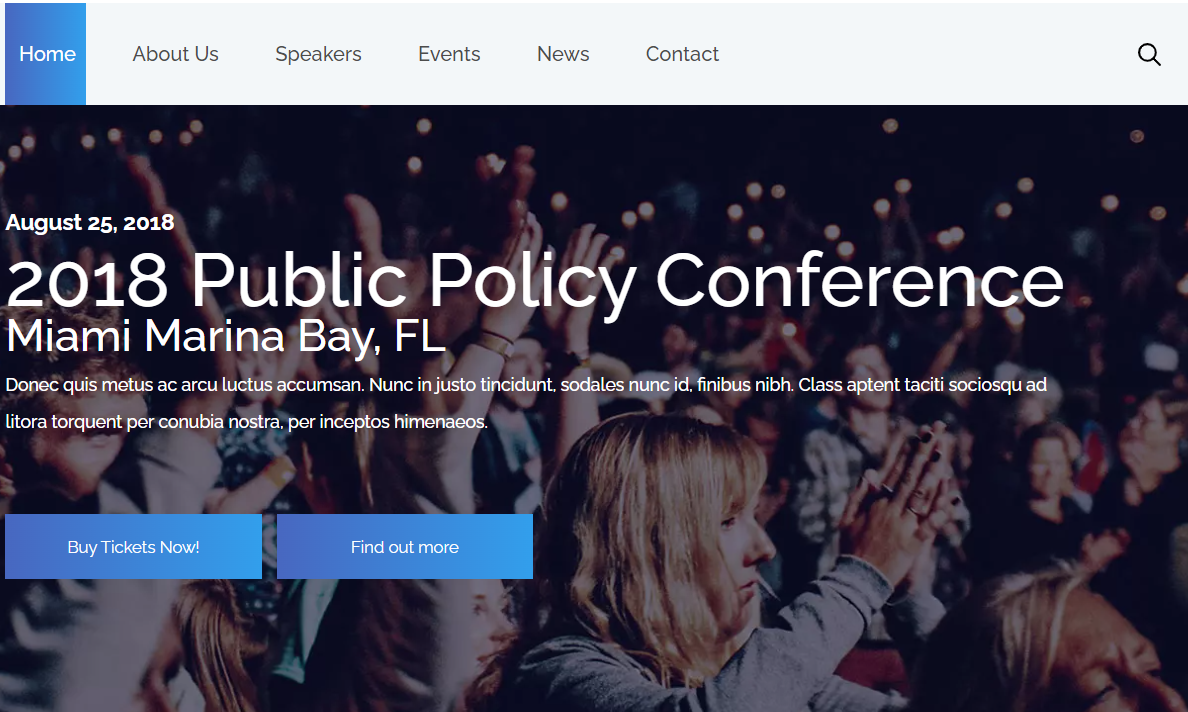 Home About Us Speakers Events News Contact
August 25, 2018
2018 Public Policy Conference
Miami Marina Bay, FL
Donec quis metus ac arcu luctus accumsan. Nunc in justo tincidunt, sodales nunc id, finibus nibh. Class aptent taciti sociosqu ad
litora torquent per conubia nostra, per inceptos himenaeos.
Buy Tickets Now! Find out more